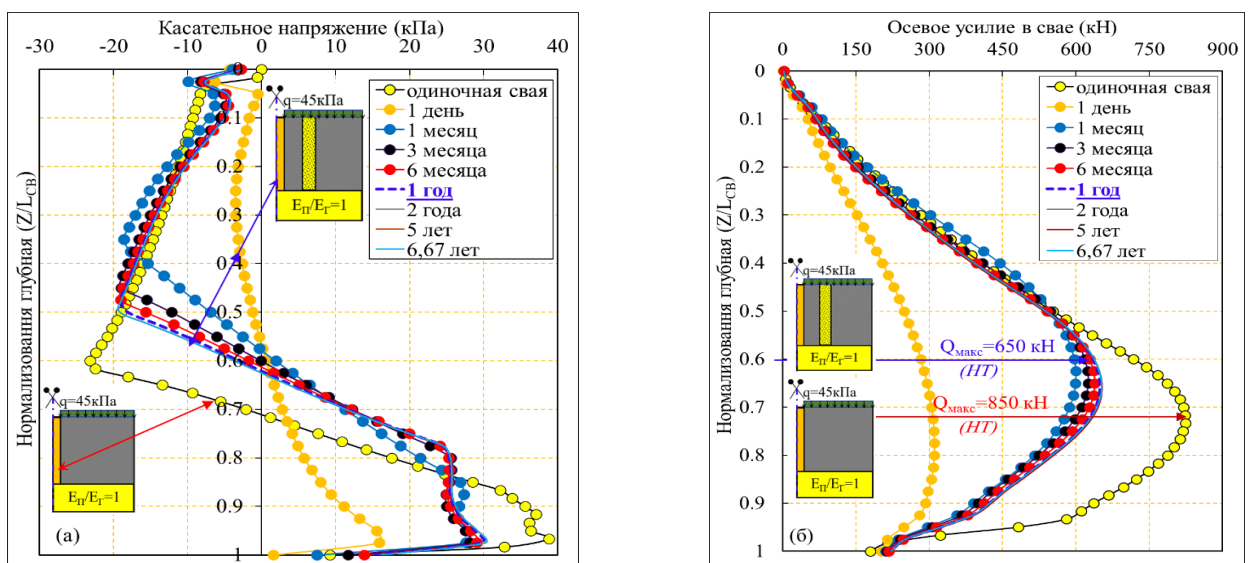 Касательное напряжение (кПа)
-30 -20 -10 0 10 20 30 40
0
0.1
0.2
0.3
0.4
0.5
0.6
0.7
0.8
0.9
1
Нормализования глубная (Z/LСВ)
одиночная свая
1 день
1 месяц
3 месяца
6 месяца
1 год
2 года
5 лет
6,67 лет
q=45кПа
EП/EГ=1
q=45кПа
EП/EГ=1
(а)
Осевое усилие в свае (кН)
0 150 300 450 600 750 900
0
0.1
0.2
0.3
0.4
0.5
0.6
0.7
0.8
0.9
1
Нормализования глубная (Z/LСВ)
одиночная свая
1 день
1 месяц
3 месяца
6 месяца
1 год
2 года
5 лет
6,67 лет
q=45кПа
EП/EГ=1
Qмакс=650 кН
(НТ)
q=45кПа
EП/EГ=1
Qмакс=850 кН
(НТ)
(б)